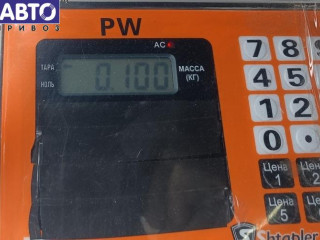 АВТО
ПРИВОЗ
PW
AC
7 8
ТАРА
НОЛЬ
0.100
МАССА
(КГ)
4 5
1 2
0 .
Цена
1
Цена
2
Цена
5
Shtapler